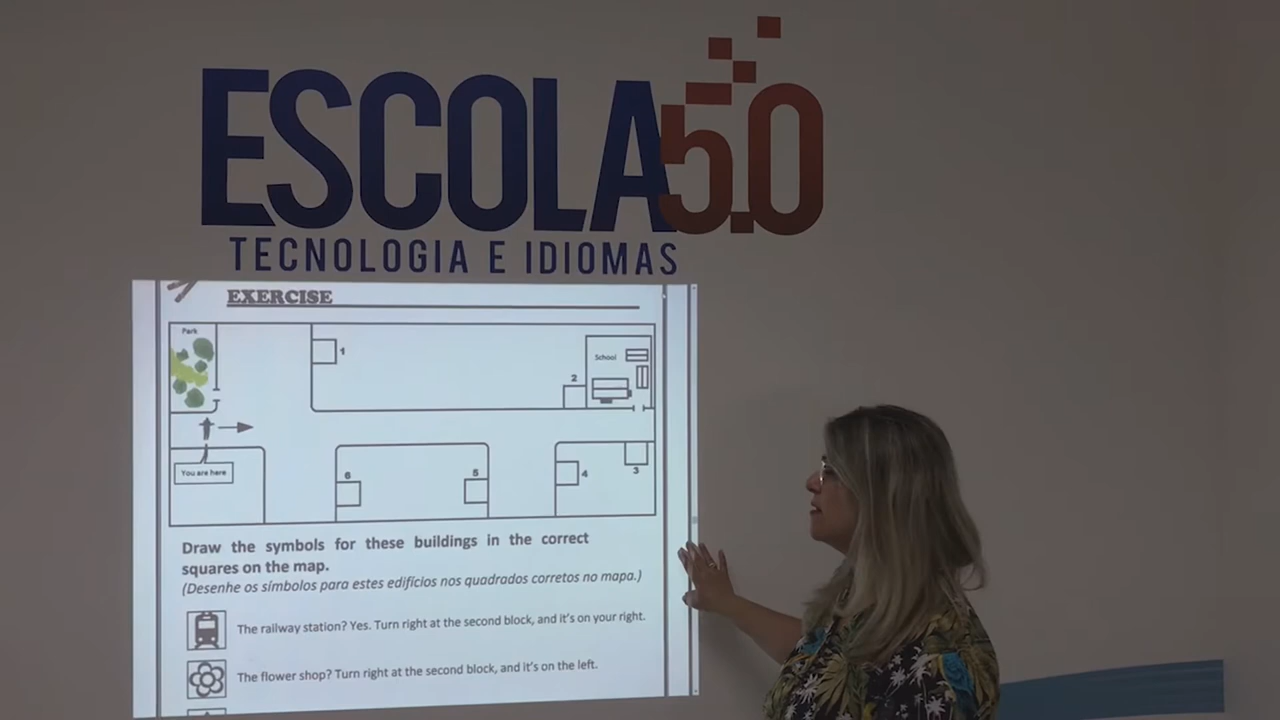 ESCOLA 5.0
TECNOLOGIA E IDIOMAS
EXERCISE
Park
1
School
2
You are here
6
5
4
3
Draw the symbols for these buildings in the correct
squares on the map.
(Desenhe os símbolos para estes edifícios nos quadrados corretos no mapa.)
The railway station? Yes. Turn right at the second block, and it's on your right.
The flower shop? Turn right at the second block, and it's on the left.